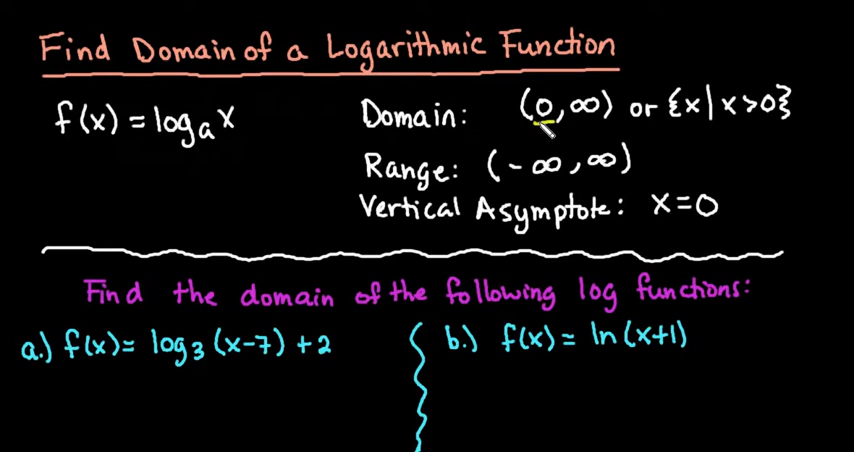 Find Domain of a Logarithmic Function
f(x) = logₐ x
Domain: (0, ∞) or {x | x > 0}
Range: (-∞, ∞)
Vertical Asymptote: x = 0
Find the domain of the following log functions:
a.) f(x) = log₃ (x-7) + 2
b.) f(x) = ln(x+1)